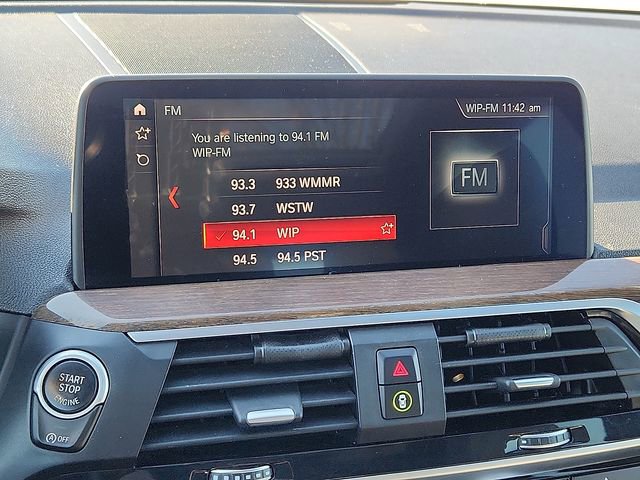 FM
WIP-FM 11:42 am
You are listening to 94.1 FM
WIP-FM
93.3 933 WMMR
93.7 WSTW
94.1 WIP
94.5 94.5 PST
FM
START
STOP
ENGINE
A OFF